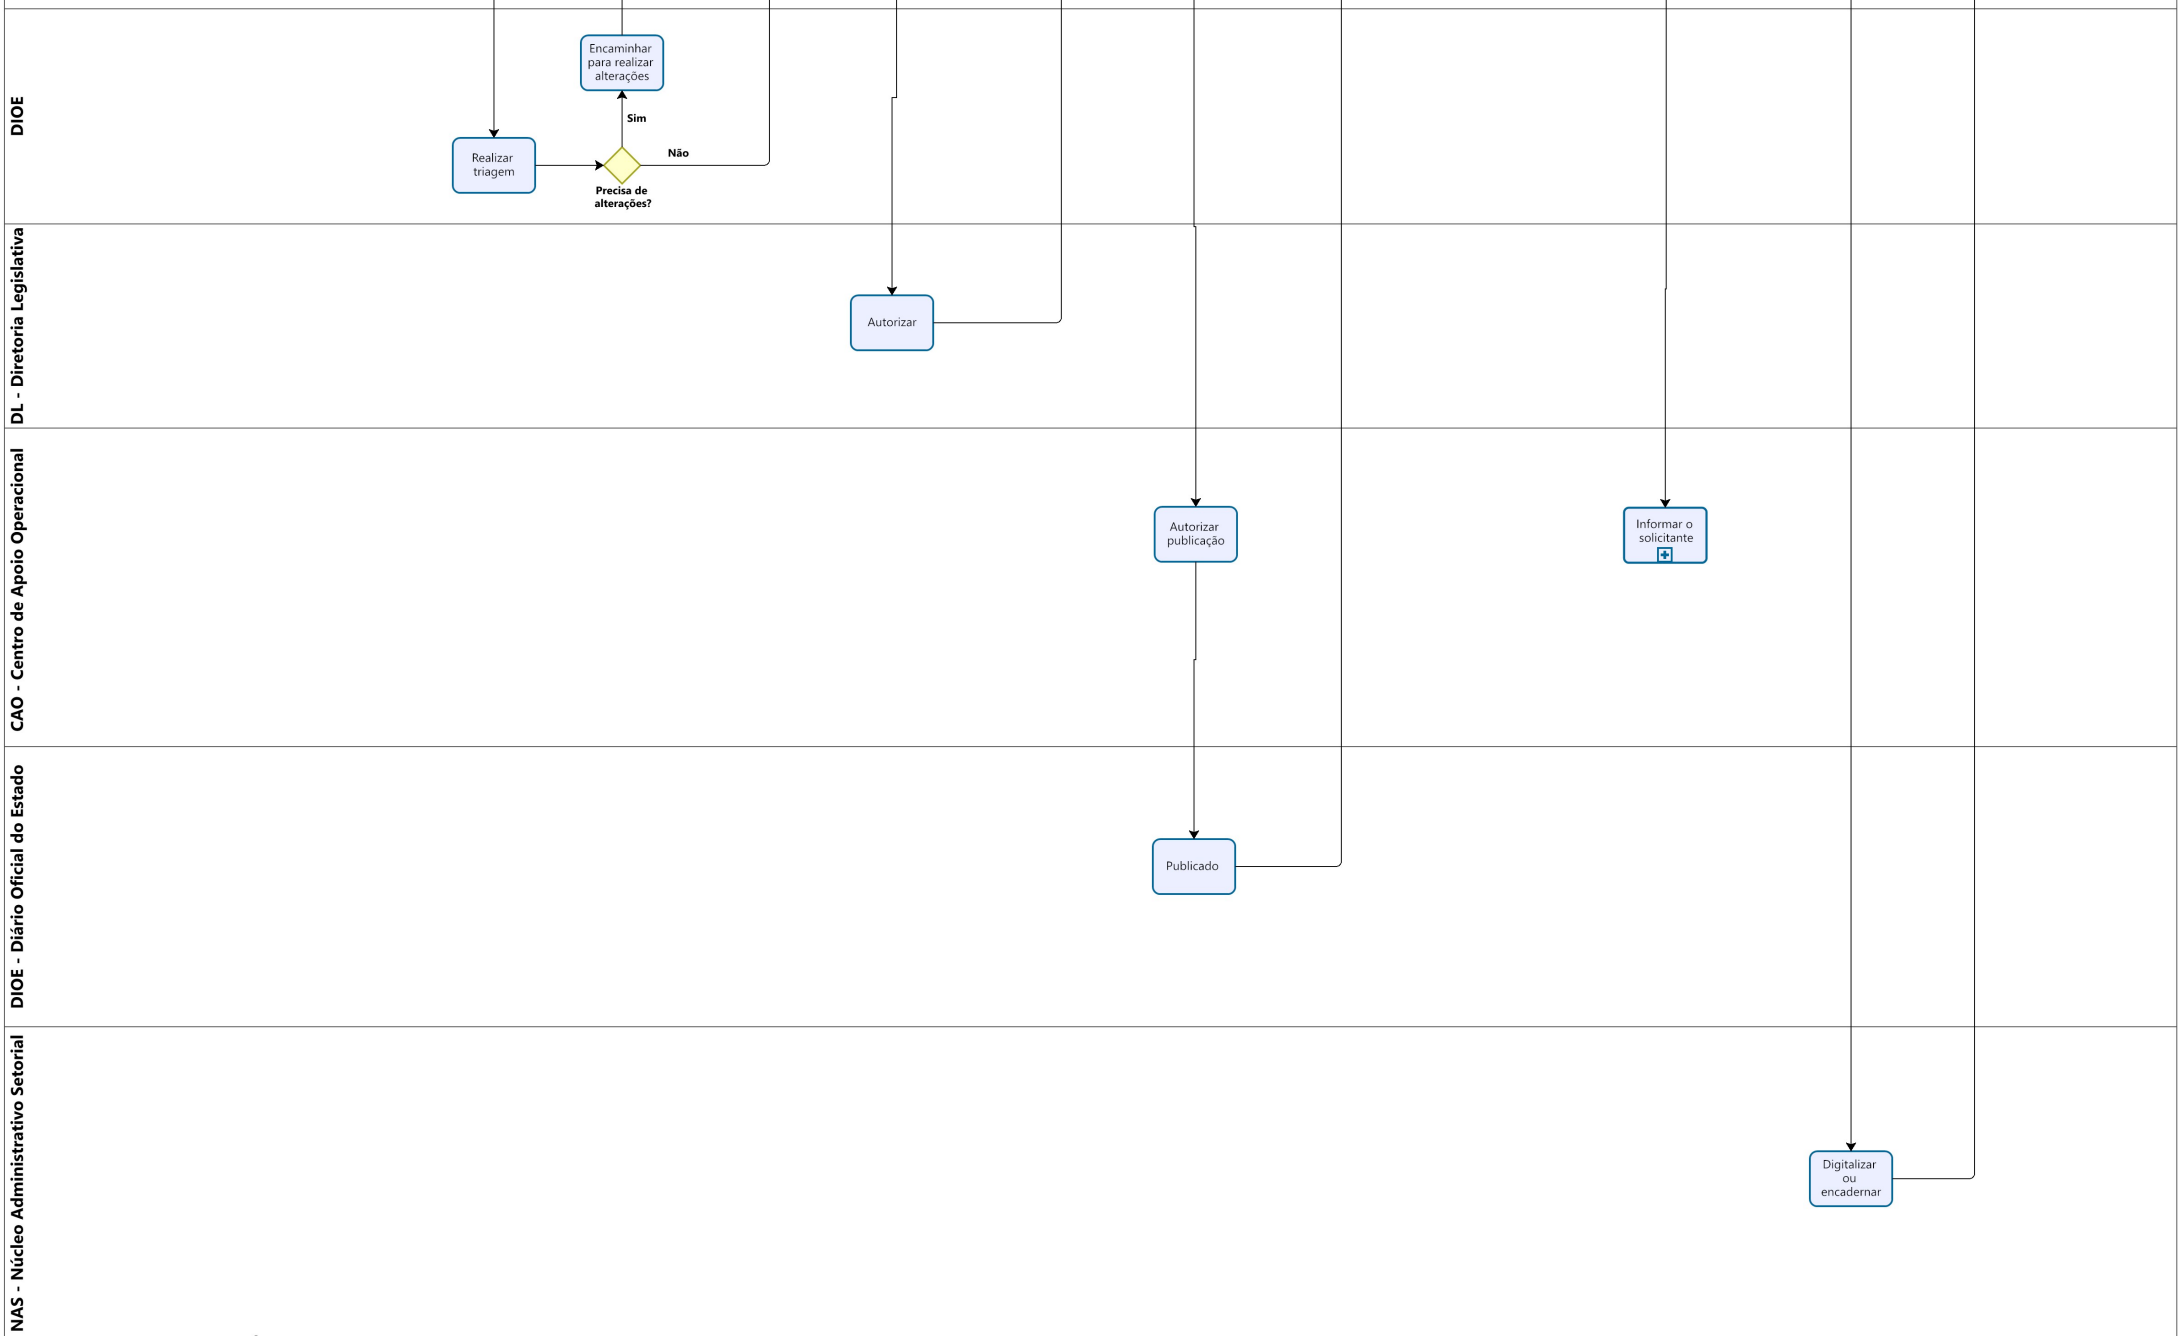 DIOE
Encaminhar
para realizar
alterações
Sim
Realizar
triagem
Não
Precisa de
alterações?
DL - Diretoria Legislativa
Autorizar
CAO - Centro de Apoio Operacional
Autorizar
publicação
Informar o
solicitante
DIOE - Diário Oficial do Estado
Publicado
NAS - Núcleo Administrativo Setorial
Digitalizar
ou
encadernar